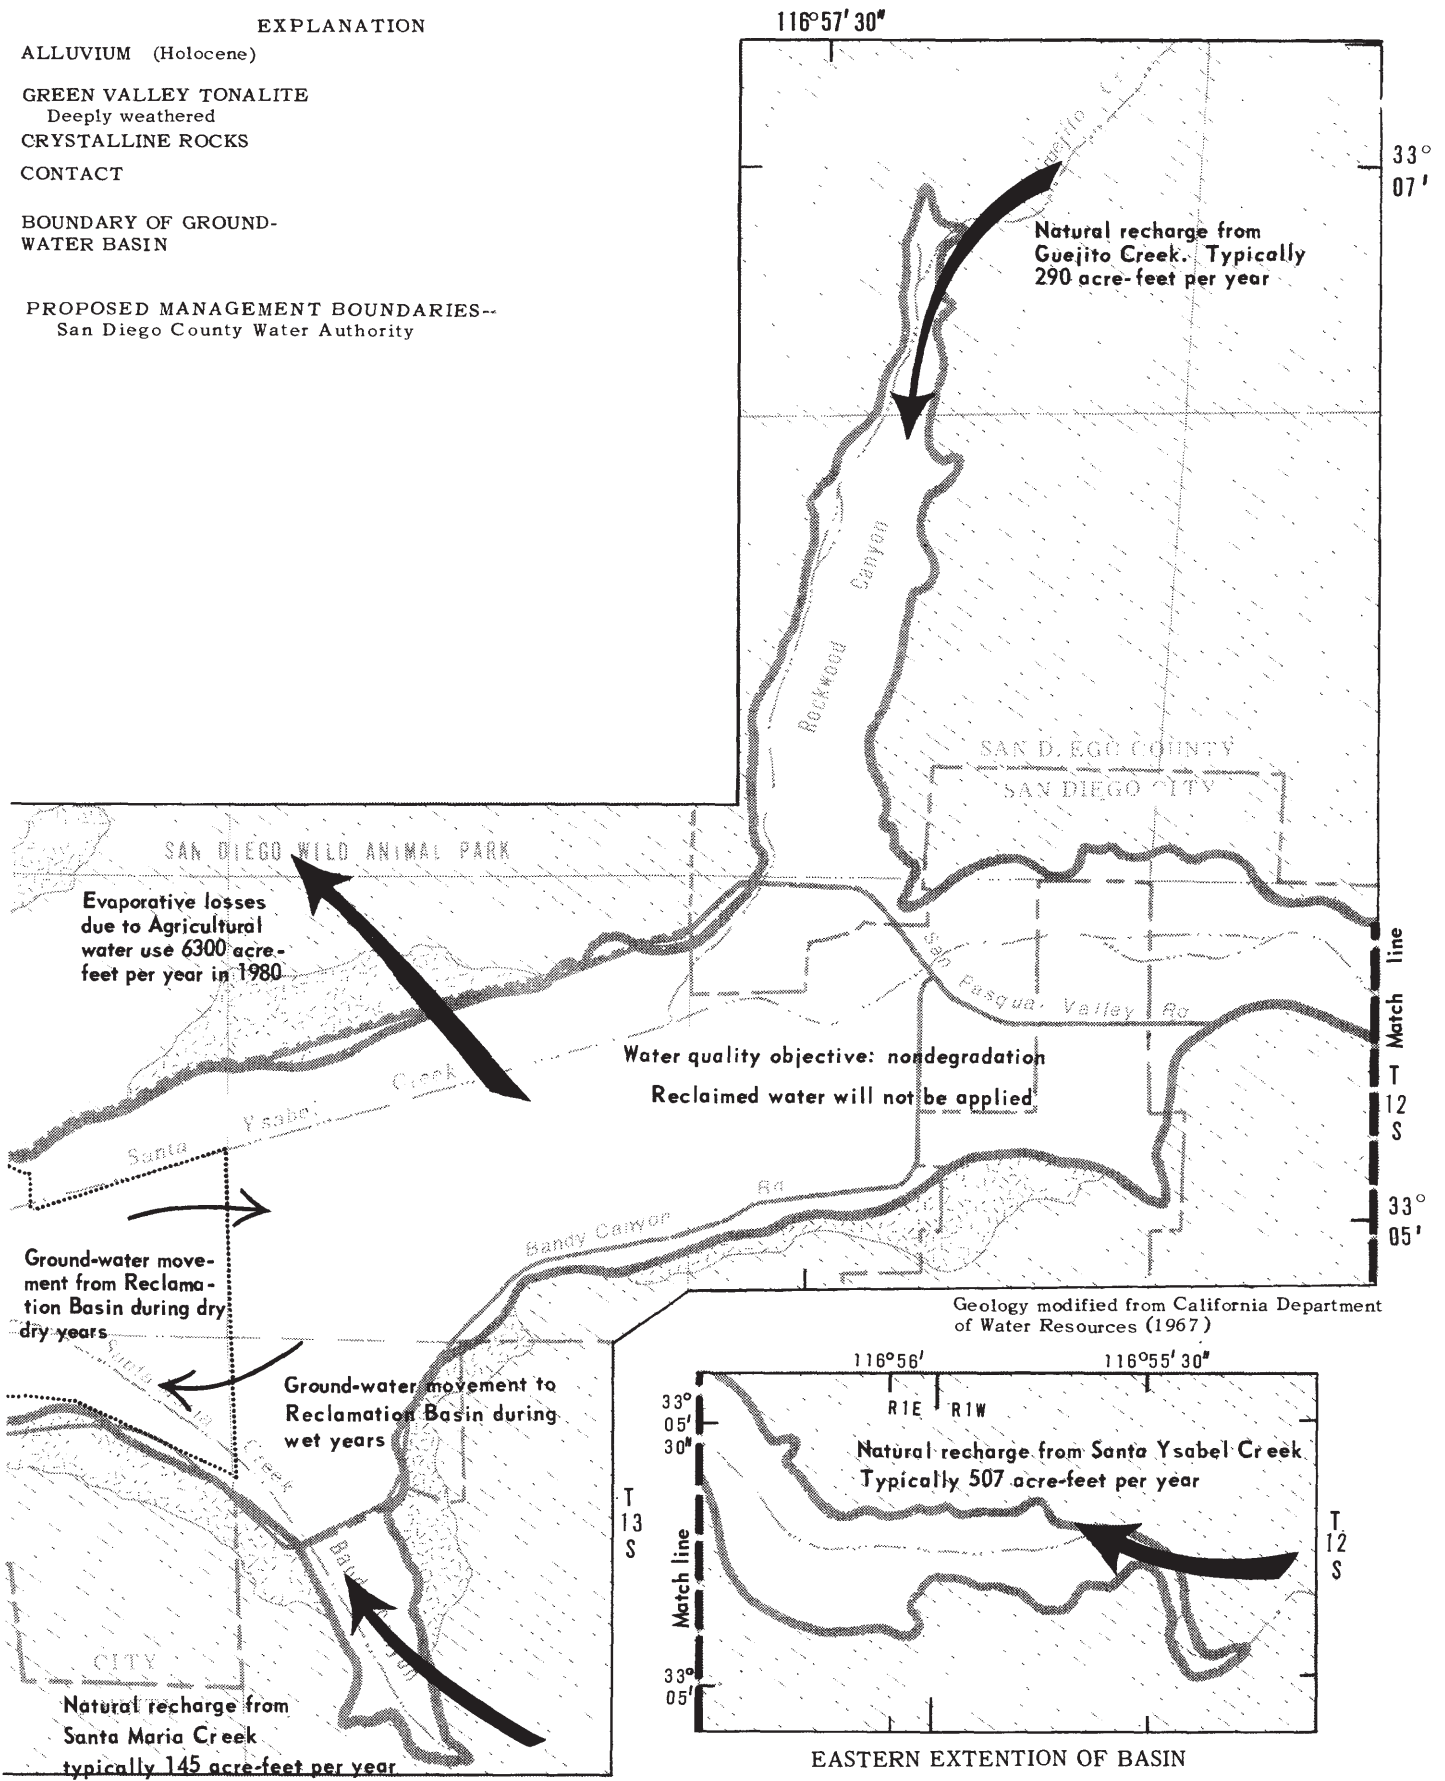 EXPLANATION
ALLUVIUM (Holocene)
GREEN VALLEY TONALITE
Deeply weathered
CRYSTALLINE ROCKS
CONTACT
BOUNDARY OF GROUND-
WATER BASIN
PROPOSED MANAGEMENT BOUNDARIES--
San Diego County Water Authority
116°57'30"
33°
07'
Natural recharge from
Guejito Creek. Typically
290 acre-feet per year
Rockwood Canyon
SAN DIEGO COUNTY
SAN DIEGO CITY
SAN DIEGO WILD ANIMAL PARK
Evaporative losses
due to Agricultural
water use 6300 acre-
feet per year in 1980
San Pasqual Valley Rd
Match line
T
12
S
Water quality objective: nondegradation
Reclaimed water will not be applied
Santa Ysabel Creek
33°
05'
Bandy Canyon Rd
Ground-water move-
ment from Reclama-
tion Basin during dry
dry years
Santa
Creek
Ground-water movement to
Reclamation Basin during
wet years
T
13
S
CITY
Natural recharge from
Santa Maria Creek
typically 145 acre-feet per year
Geology modified from California Department
of Water Resources (1967)
116°56'
116°55'30"
33°
05'
30"
R1E
R1W
Natural recharge from Santa Ysabel Creek
Typically 507 acre-feet per year
Match line
T
12
S
33°
05'
EASTERN EXTENTION OF BASIN